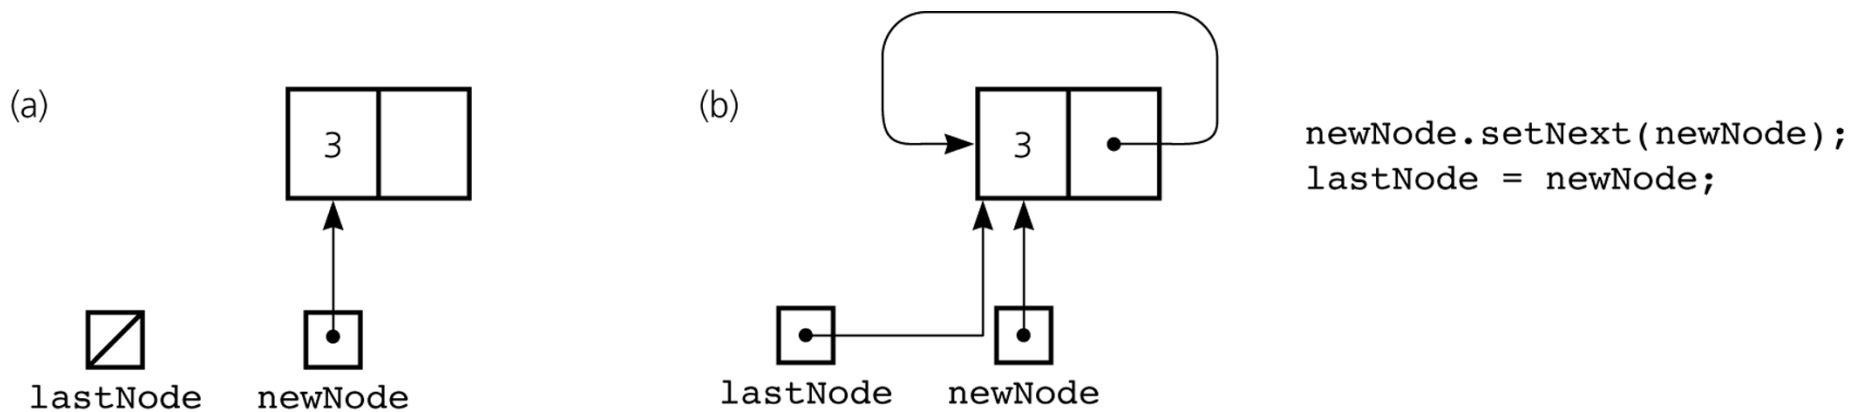 (a)
3
lastNode
newNode
(b)
3
lastNode
newNode
newNode.setNext(newNode);
lastNode = newNode;